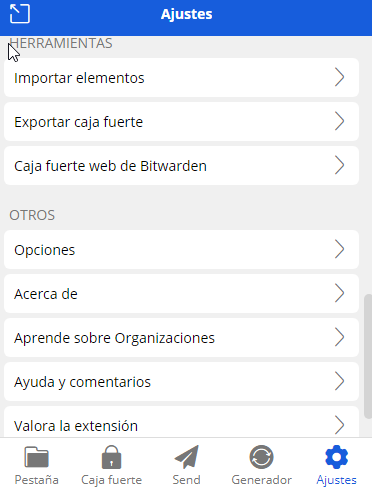 Ajustes
HERRAMIENTAS
Importar elementos
Exportar caja fuerte
Caja fuerte web de Bitwarden
OTROS
Opciones
Acerca de
Aprende sobre Organizaciones
Ayuda y comentarios
Valora la extensión
Pestaña Caja fuerte Send Generador Ajustes